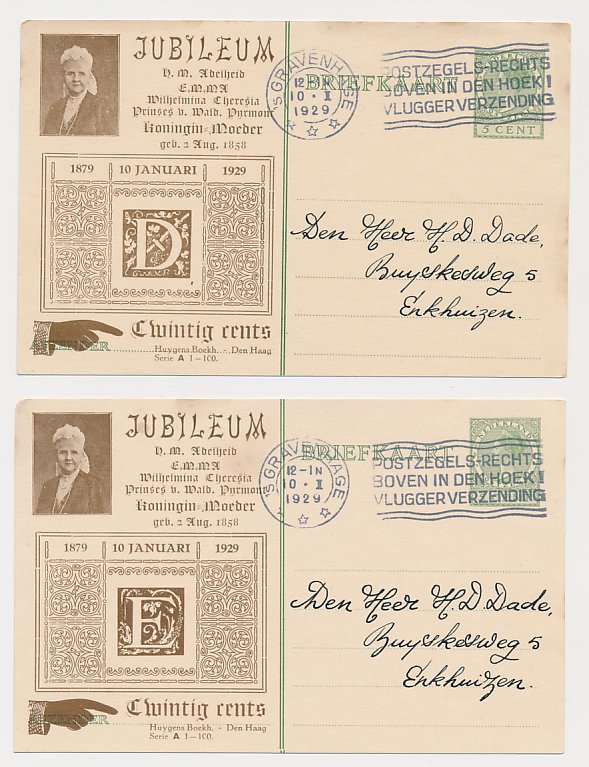 JUBILEUM
H. M. Adelheid
EMMA
Wilhelmina Theresia
Prinses v. Wald. Pyrmont
Koningin-Moeder
geb. 2 Aug. 1858
1879 | 10 JANUARI | 1929
D
Twintig cents
AFZENDER
Huygens Boekh. - Den Haag
Serie A 1-100.
BRIEFKAART
'S GRAVENHAGE
10 · I
1929
POSTZEGELS-RECHTS
BOVEN IN DEN HOEK!
VLUGGER VERZENDING
5 CENT
Den Heer H. D. Dade,
Buyskesweg 5
Enkhuizen.
JUBILEUM
H. M. Adelheid
EMMA
Wilhelmina Theresia
Prinses v. Wald. Pyrmont
Koningin-Moeder
geb. 2 Aug. 1858
1879 | 10 JANUARI | 1929
E
Twintig cents
AFZENDER
Huygens Boekh. - Den Haag
Serie A 1-100.
BRIEFKAART
'S GRAVENHAGE
12-1N
10 · I
1929
NEDERLAND
POSTZEGELS-RECHTS
BOVEN IN DEN HOEK!
VLUGGER VERZENDING
Den Heer H. D. Dade,
Buyskesweg 5
Enkhuizen.